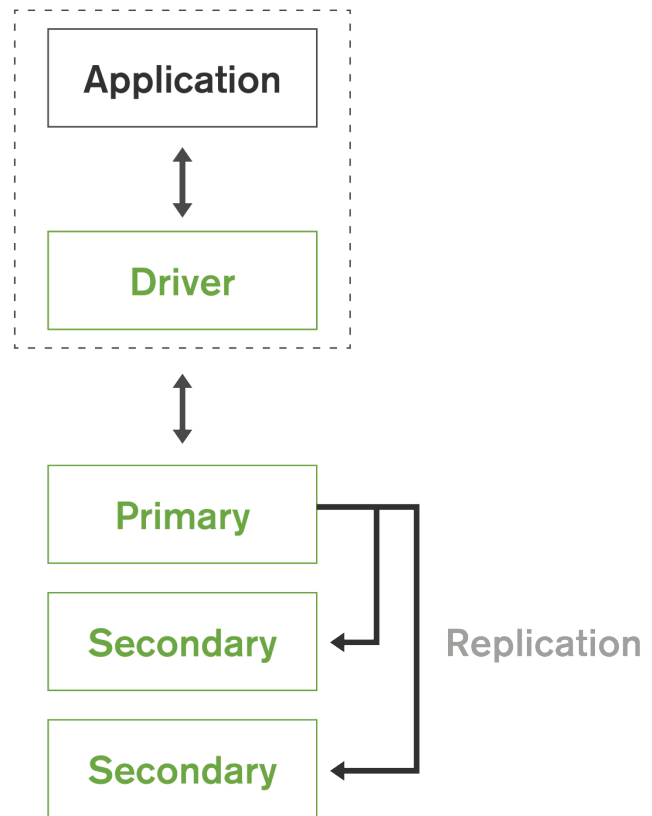 Application
Driver
Primary
Secondary
Replication
Secondary